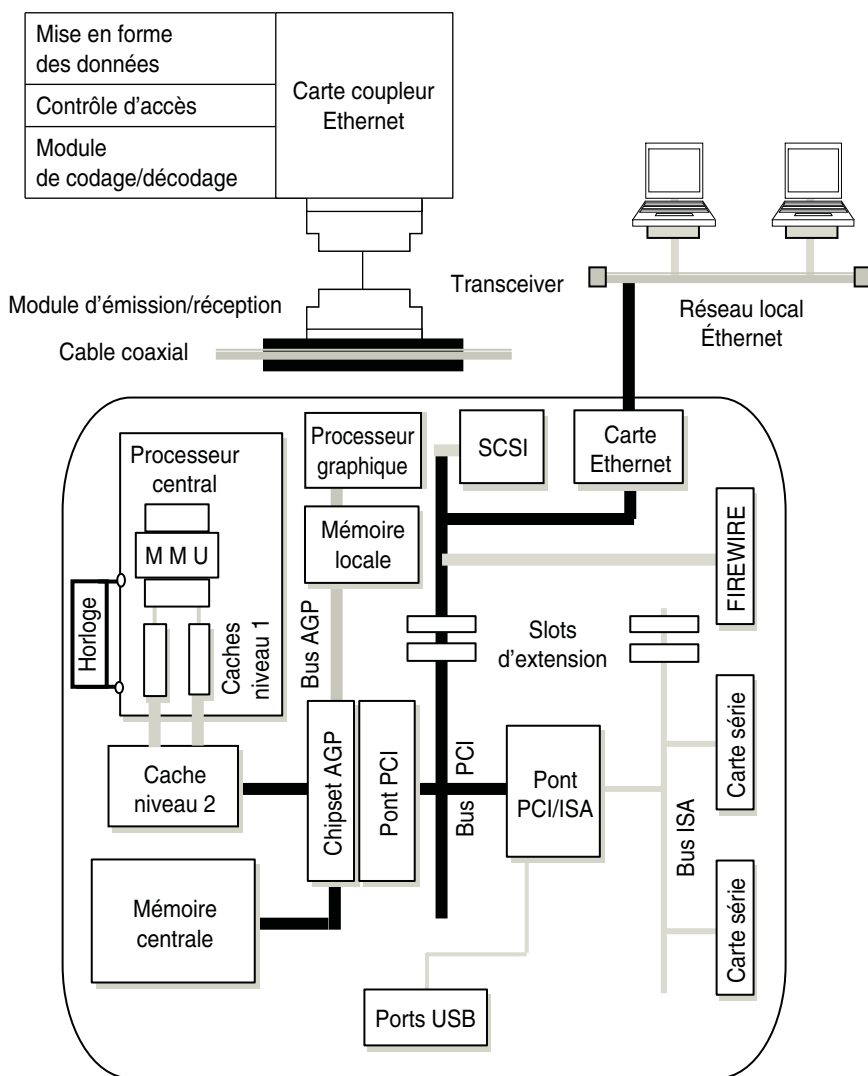 Mise en forme
des données
Contrôle d'accès
Module
de codage/décodage
Carte coupleur
Ethernet
Module d'émission/réception
Cable coaxial
Transceiver
Réseau local
Éthernet
Processeur
central
M M U
Horloge
Caches
niveau 1
Cache
niveau 2
Mémoire
centrale
Processeur
graphique
Mémoire
locale
Bus AGP
Chipset AGP
Pont PCI
SCSI
Carte
Ethernet
FIREWIRE
Slots
d'extension
Bus PCI
Pont
PCI/ISA
Bus ISA
Carte série
Carte série
Ports USB